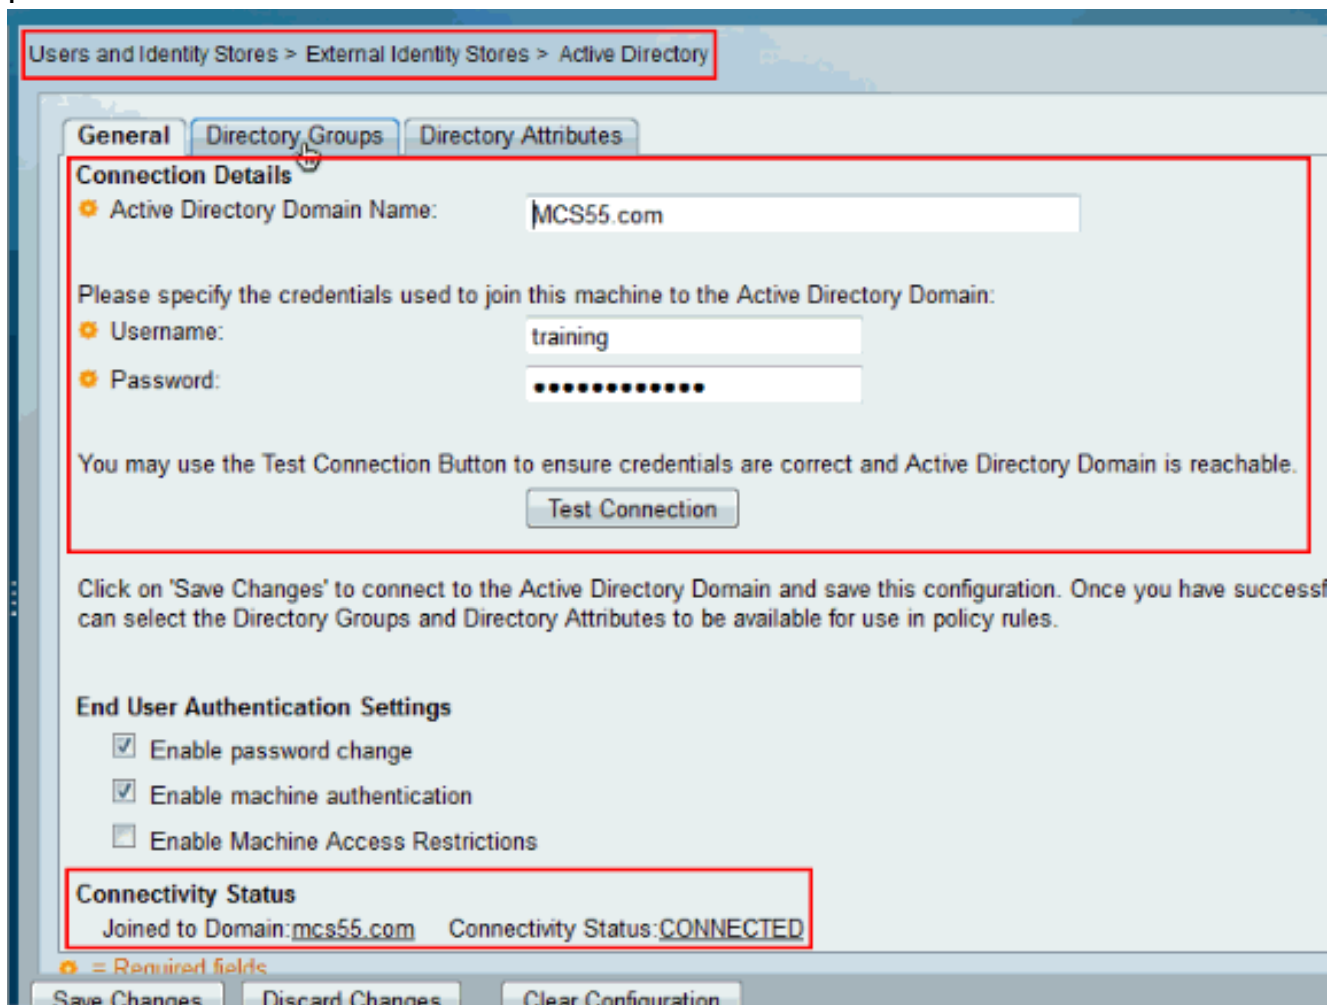 Users and Identity Stores > External Identity Stores > Active Directory
General Directory Groups Directory Attributes
Connection Details
Active Directory Domain Name: MCS55.com
Please specify the credentials used to join this machine to the Active Directory Domain:
Username: training
Password: ●●●●●●●●●●●●
You may use the Test Connection Button to ensure credentials are correct and Active Directory Domain is reachable.
Test Connection
Click on 'Save Changes' to connect to the Active Directory Domain and save this configuration. Once you have successf
can select the Directory Groups and Directory Attributes to be available for use in policy rules.
End User Authentication Settings
Enable password change
Enable machine authentication
Enable Machine Access Restrictions
Connectivity Status
Joined to Domain:mcs55.com Connectivity Status:CONNECTED
= Required fields
Save Changes Discard Changes Clear Configuration